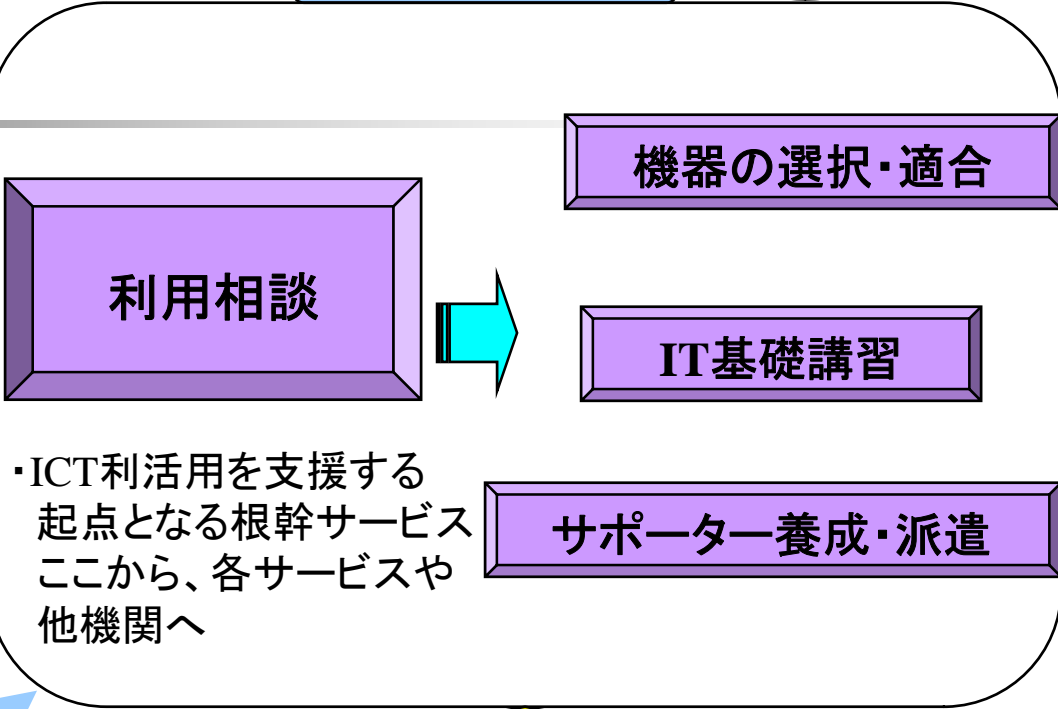 機器の選択・適合
利用相談
IT基礎講習
・ICT利活用を支援する
起点となる根幹サービス
ここから、各サービスや
他機関へ
サポーター養成・派遣